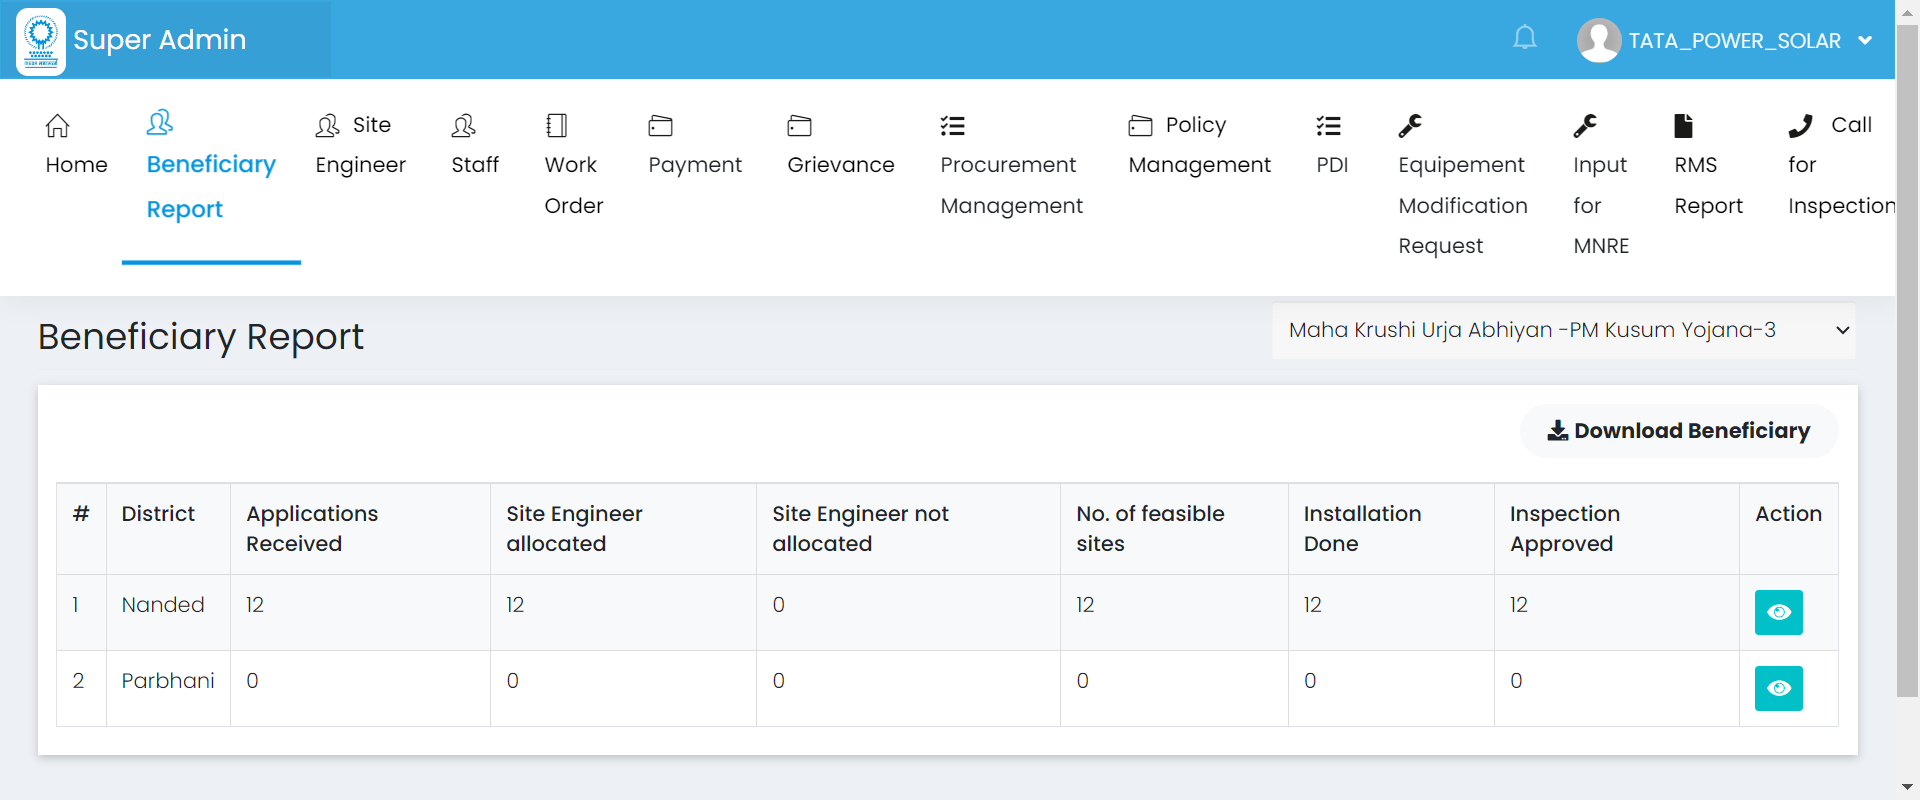 Super Admin
TATA_POWER_SOLAR
Home
Beneficiary
Report
Site
Engineer
Staff
Work
Order
Payment
Grievance
Procurement
Management
Policy
Management
PDI
Equipement
Modification
Request
Input
for
MNRE
RMS
Report
Call
for
Inspection
Beneficiary Report
Maha Krushi Urja Abhiyan -PM Kusum Yojana-3
Download Beneficiary
# District Applications Received Site Engineer allocated Site Engineer not allocated No. of feasible sites Installation Done Inspection Approved Action
1 Nanded 12 12 0 12 12 12
2 Parbhani 0 0 0 0 0 0